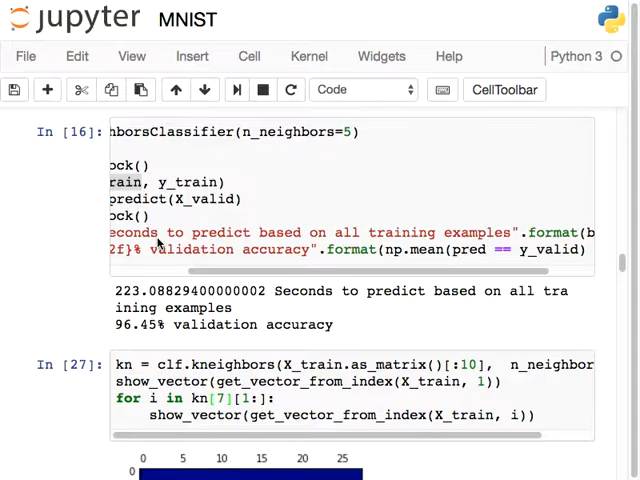 jupyter MNIST
File Edit View Insert Cell Kernel Widgets Help Python 3
Code CellToolbar
In [16]: hborsClassifier(n_neighbors=5)
ock()
rain, y_train)
predict(X_valid)
ock()
econds to predict based on all training examples".format(b
2f}% validation accuracy".format(np.mean(pred == y_valid)
223.08829400000002 Seconds to predict based on all tra
ining examples
96.45% validation accuracy
In [27]: kn = clf.kneighbors(X_train.as_matrix()[:10], n_neighbor
show_vector(get_vector_from_index(X_train, 1))
for i in kn[7][1:]:
show_vector(get_vector_from_index(X_train, i))
0 5 10 15 20 25
0